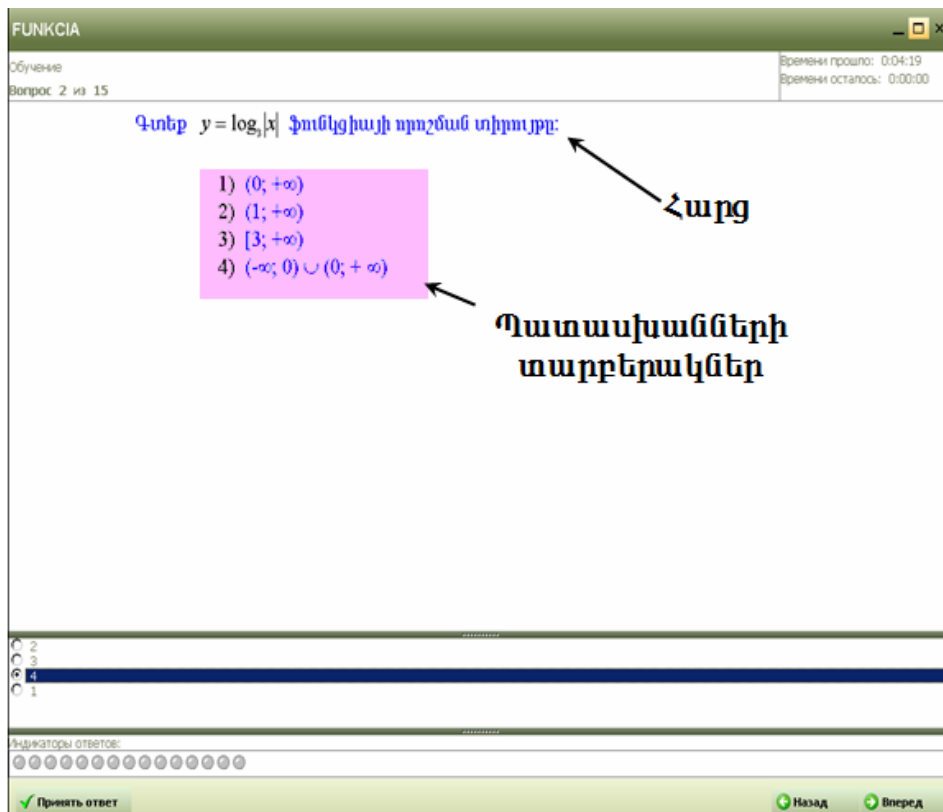 FUNKCIA
Обучение
Вопрос 2 из 15
Времени прошло: 0:04:19
Времени осталось: 0:00:00
Գտեք y = log₃|x| ֆունկցիայի որոշման տիրույթը:
1) (0; +∞)
2) (1; +∞)
3) [3; +∞)
4) (-∞; 0) ∪ (0; + ∞)
Հարց
Պատասխանների
տարբերակներ
2
3
4
1
Индикаторы ответов:
Принять ответ
Назад
Вперед